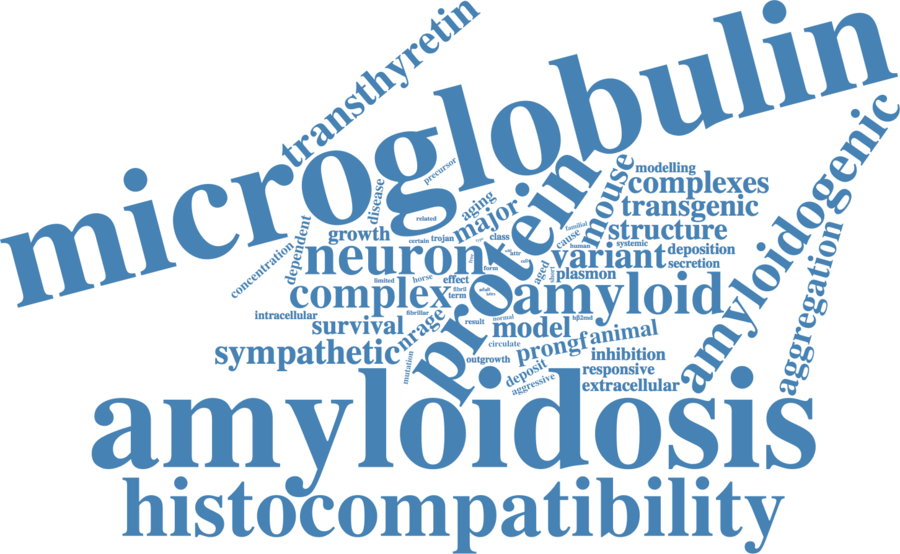 transthyretin
microglobulin
precursor
disease
related
aging
mouse
modelling
complexes
transgenic
structure
major
protein
amyloidogenic
growth
certain
trojan
class
familial
cause
human
systemic
neuron
variant
deposition
secretion
dependent
concentration
limited
horse
effect
form
aged
short
plasmon
complex
fibril
term
adult
amyloid
aggregation
intracellular
fibrillar
survival
nrage
result
normal
model
hβ2md
prongf
animal
sympathetic
circulate
inhibition
mutation
outgrowth
deposit
responsive
aggressive
extracellular
amyloidosis
histocompatibility